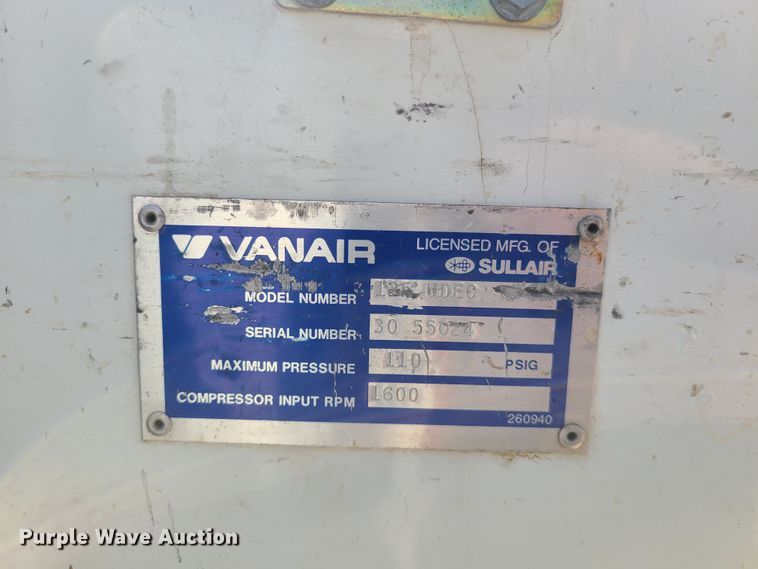 VANAIR
LICENSED MFG. OF
SULLAIR
MODEL NUMBER
SERIAL NUMBER 30
MAXIMUM PRESSURE 110 PSIG
COMPRESSOR INPUT RPM 1600
260940
Purple Wave Auction